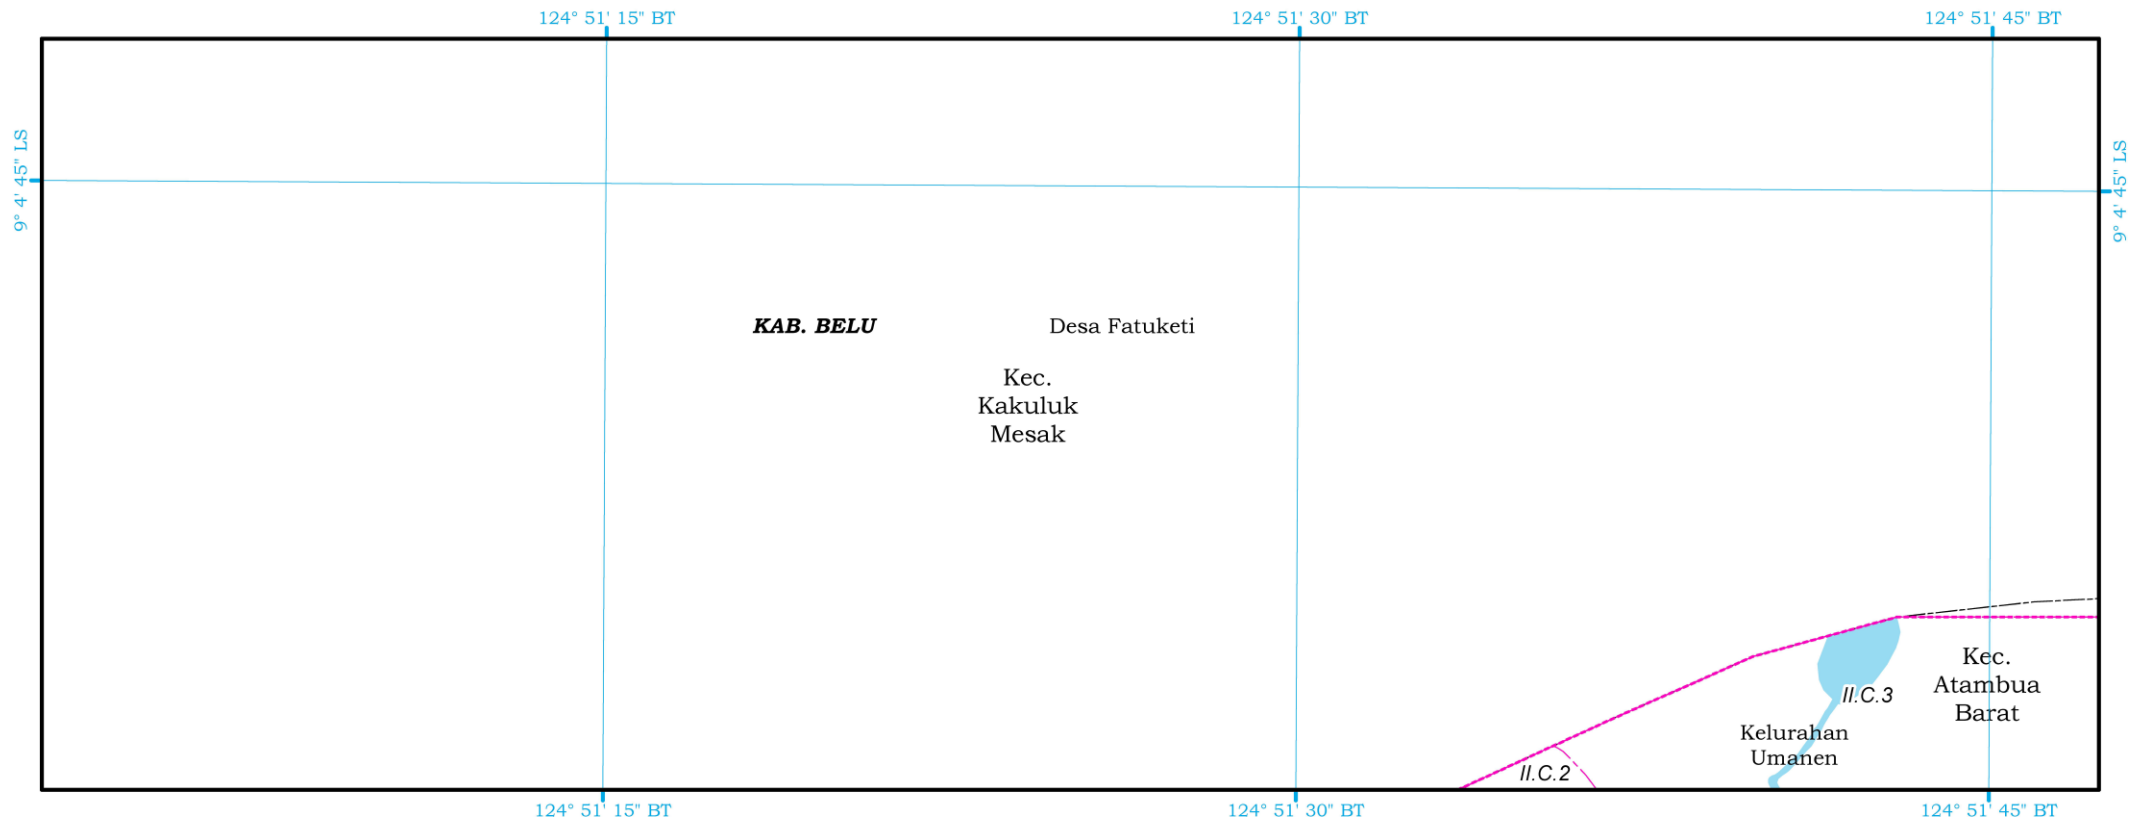 124° 51' 15" BT
124° 51' 30" BT
124° 51' 45" BT
9° 4' 45" LS
9° 4' 45" LS
KAB. BELU
Desa Fatuketi
Kec.
Kakuluk
Mesak
Kec.
Atambua
Barat
II.C.3
Kelurahan
Umanen
II.C.2
124° 51' 15" BT
124° 51' 30" BT
124° 51' 45" BT